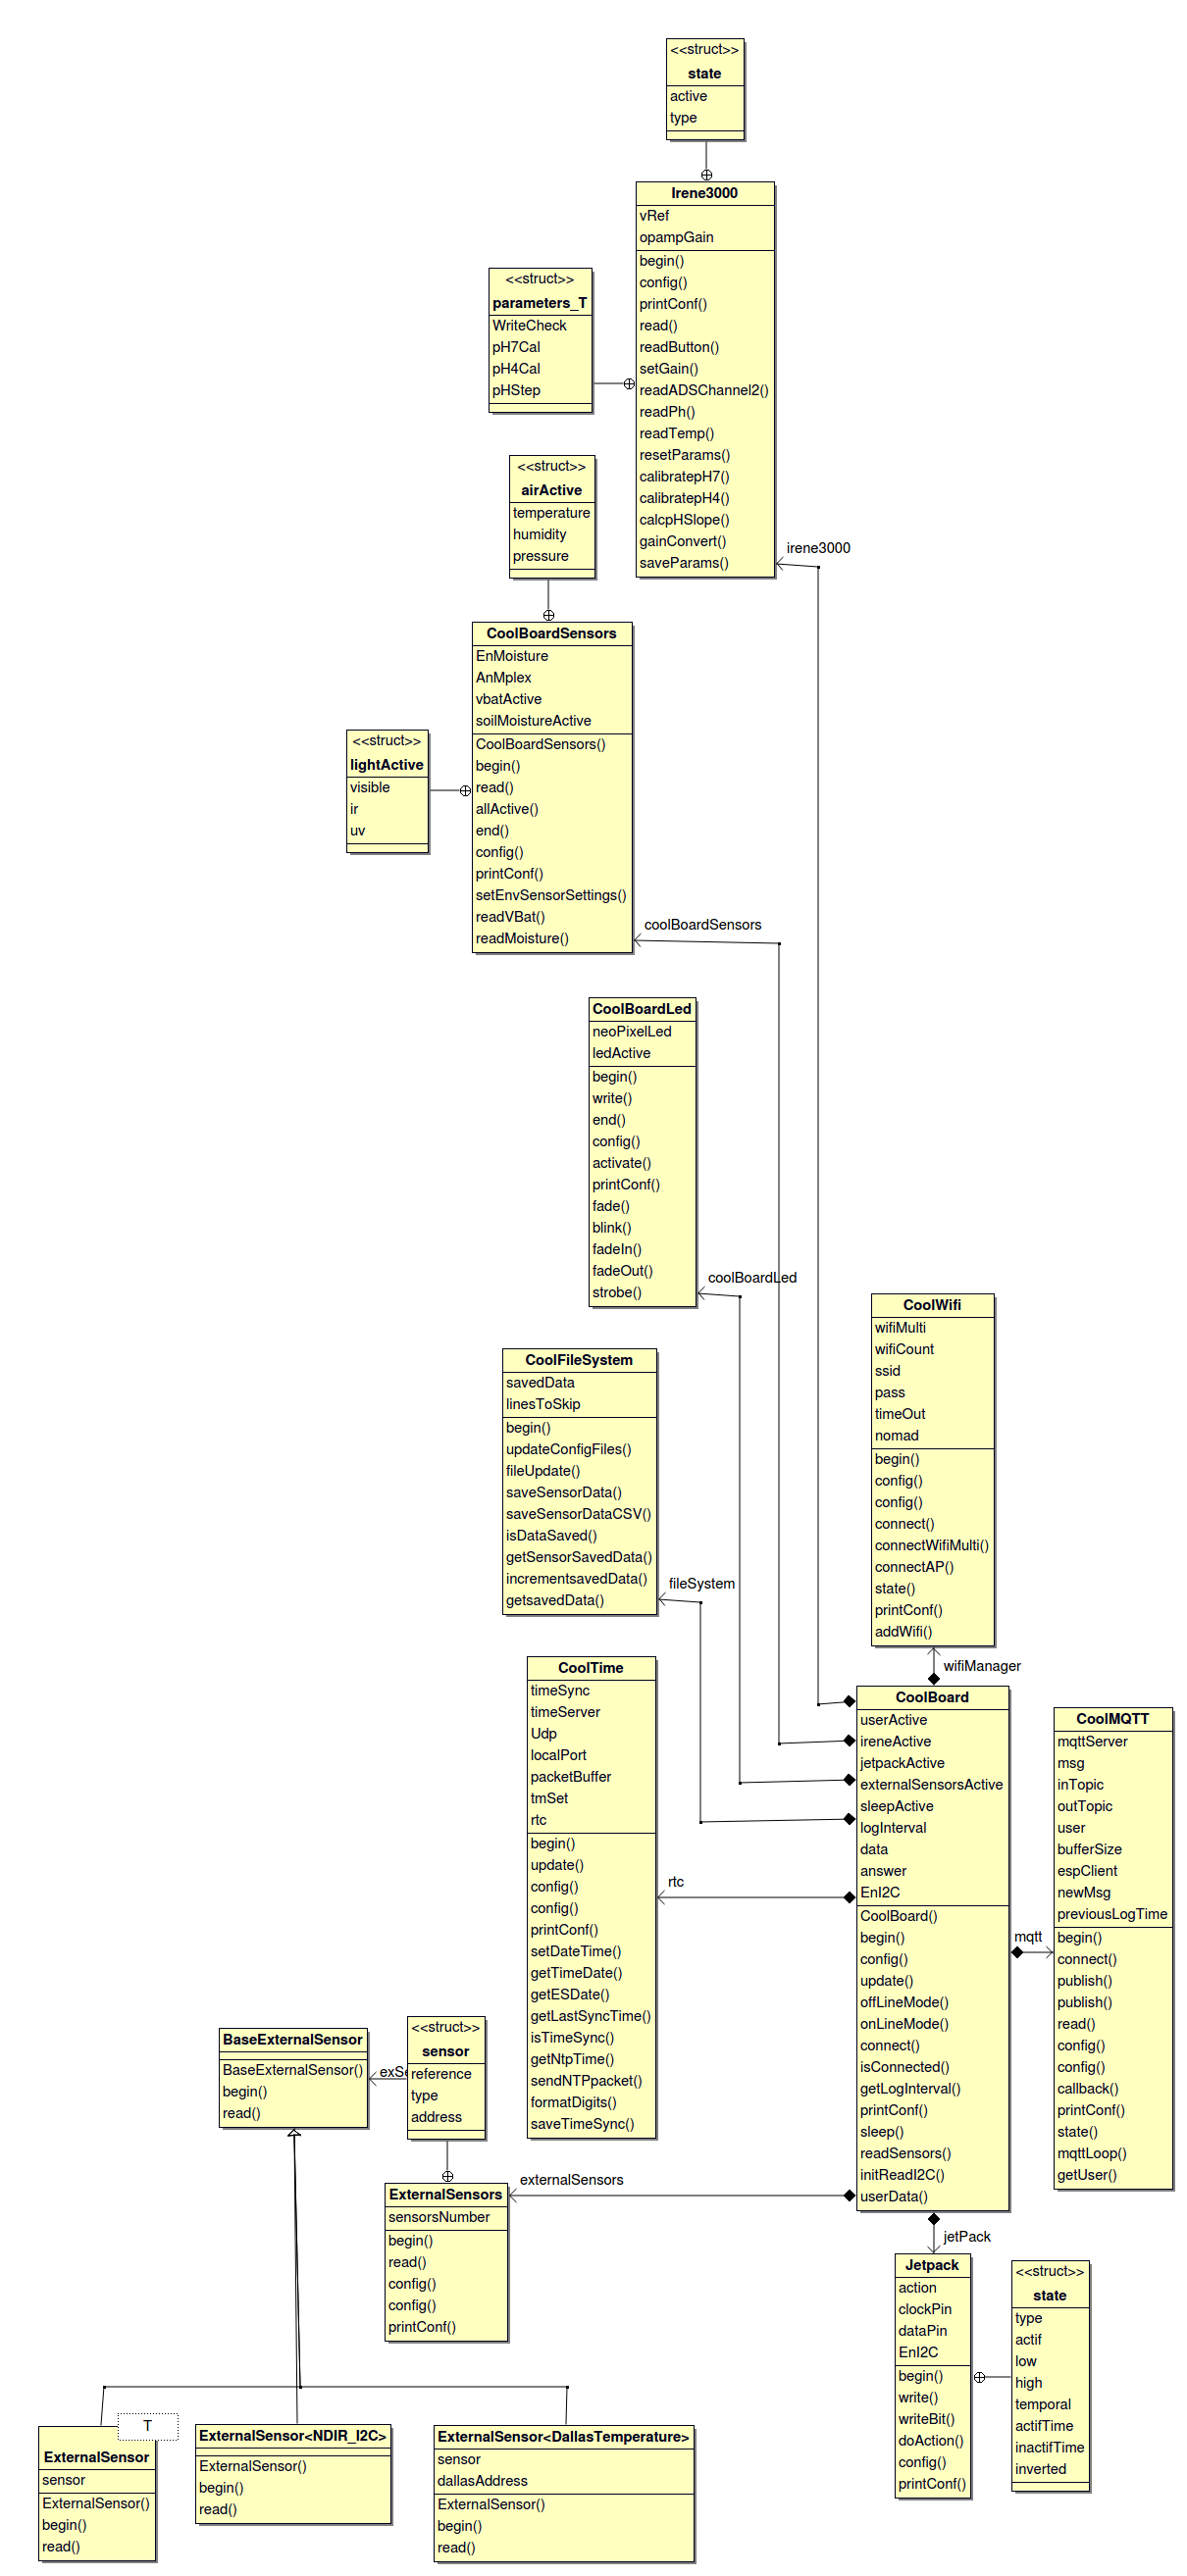 <<struct>>
state
active
type
Irene3000
vRef
opampGain
begin()
config()
printConf()
read()
readButton()
setGain()
readADSChannel2()
readPh()
readTemp()
resetParams()
calibratepH7()
calibratepH4()
calcpHSlope()
gainConvert()
saveParams()
<<struct>>
parameters_T
WriteCheck
pH7Cal
pH4Cal
pHStep
<<struct>>
airActive
temperature
humidity
pressure
irene3000
CoolBoardSensors
EnMoisture
AnMplex
vbatActive
soilMoistureActive
CoolBoardSensors()
begin()
read()
allActive()
end()
config()
printConf()
setEnvSensorSettings()
readVBat()
readMoisture()
<<struct>>
lightActive
visible
ir
uv
coolBoardSensors
CoolBoardLed
neoPixelLed
ledActive
begin()
write()
end()
config()
activate()
printConf()
fade()
blink()
fadeIn()
fadeOut()
strobe()
coolBoardLed
CoolWifi
wifiMulti
wifiCount
ssid
pass
timeOut
nomad
begin()
config()
config()
connect()
connectWifiMulti()
connectAP()
state()
printConf()
addWifi()
CoolFileSystem
savedData
linesToSkip
begin()
updateConfigFiles()
fileUpdate()
saveSensorData()
saveSensorDataCSV()
isDataSaved()
getSensorSavedData()
incrementsavedData()
getsavedData()
fileSystem
wifiManager
CoolTime
timeSync
timeServer
Udp
localPort
packetBuffer
tmSet
rtc
begin()
update()
config()
config()
printConf()
setDateTime()
getTimeDate()
getESDate()
getLastSyncTime()
isTimeSync()
getNtpTime()
sendNTPpacket()
formatDigits()
saveTimeSync()
rtc
CoolBoard
userActive
ireneActive
jetpackActive
externalSensorsActive
sleepActive
logInterval
data
answer
EnI2C
CoolBoard()
begin()
config()
update()
offLineMode()
onLineMode()
connect()
isConnected()
getLogInterval()
printConf()
sleep()
readSensors()
initReadI2C()
userData()
mqtt
CoolMQTT
mqttServer
msg
inTopic
outTopic
user
bufferSize
espClient
newMsg
previousLogTime
begin()
connect()
publish()
publish()
read()
config()
config()
callback()
printConf()
state()
mqttLoop()
getUser()
BaseExternalSensor
BaseExternalSensor()
begin()
read()
<<struct>>
sensor
reference
type
address
externalSensors
ExternalSensors
sensorsNumber
begin()
read()
config()
config()
printConf()
jetPack
Jetpack
action
clockPin
dataPin
EnI2C
begin()
write()
writeBit()
doAction()
config()
printConf()
<<struct>>
state
type
actif
low
high
temporal
actifTime
inactifTime
inverted
T
ExternalSensor
sensor
ExternalSensor()
begin()
read()
ExternalSensor<NDIR_I2C>
ExternalSensor()
begin()
read()
ExternalSensor<DallasTemperature>
sensor
dallasAddress
ExternalSensor()
begin()
read()